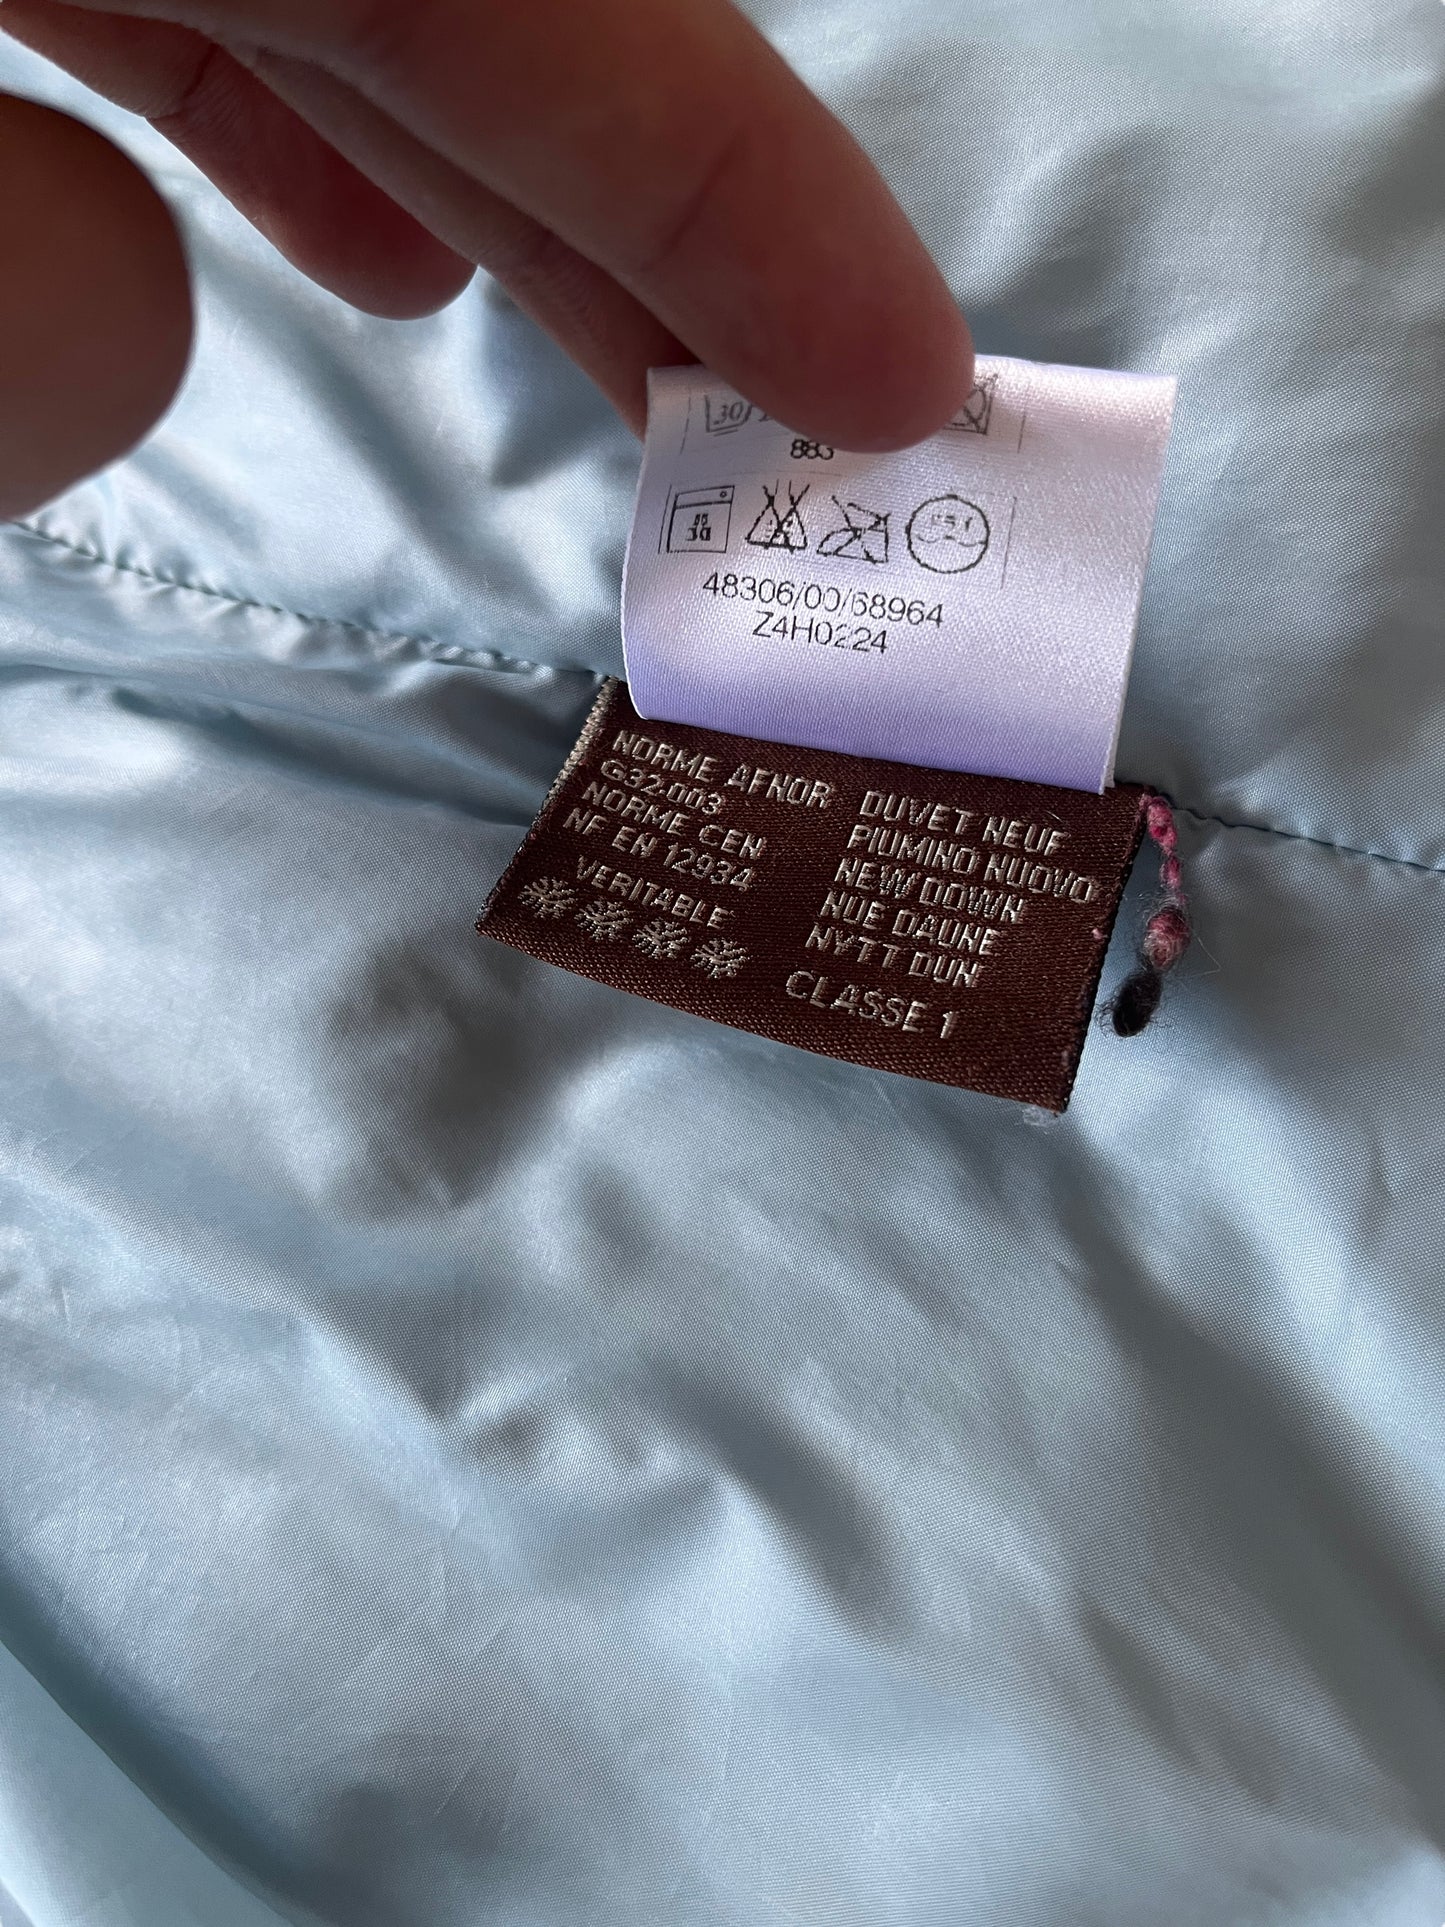 30
883
48306/00/68964
Z4H0224
NORME AFNOR
G32.003
NORME CEN
NF EN 12934
VERITABLE
DUVET NEUF
PIUMINO NUOVO
NEW DOWN
NUE DAUNE
NYTT DUN
CLASSE 1